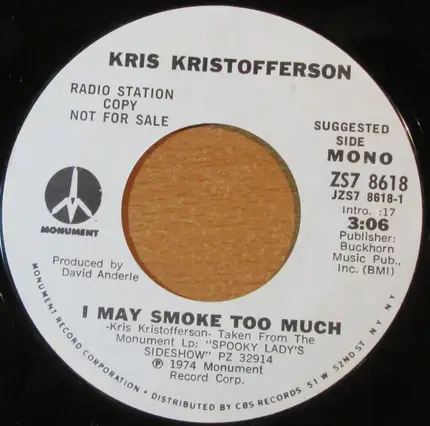 KRIS KRISTOFFERSON
RADIO STATION
COPY
NOT FOR SALE
SUGGESTED
SIDE
MONO
ZS7 8618
JZS7 8618-1
Intro. :17
3:06
Publisher:
Buckhorn
Music Pub.,
Inc. (BMI)
MONUMENT
Produced by
David Anderle
I MAY SMOKE TOO MUCH
-Kris Kristofferson- Taken From The
Monument Lp: "SPOOKY LADY'S
SIDESHOW" PZ 32914
Ⓟ 1974 Monument
Record Corp.
MONUMENT RECORD CORPORATION • DISTRIBUTED BY CBS RECORDS 51 W 52ND ST. N Y, N Y